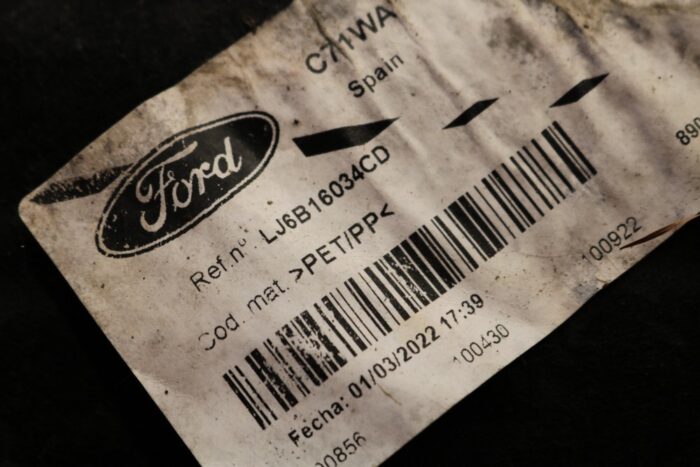 C71WA
Spain
Ford
Ref.nº LJ6B16034CD
Cod. mat. >PET/PP<
Fecha: 01/03/2022 17:39
100430
100922